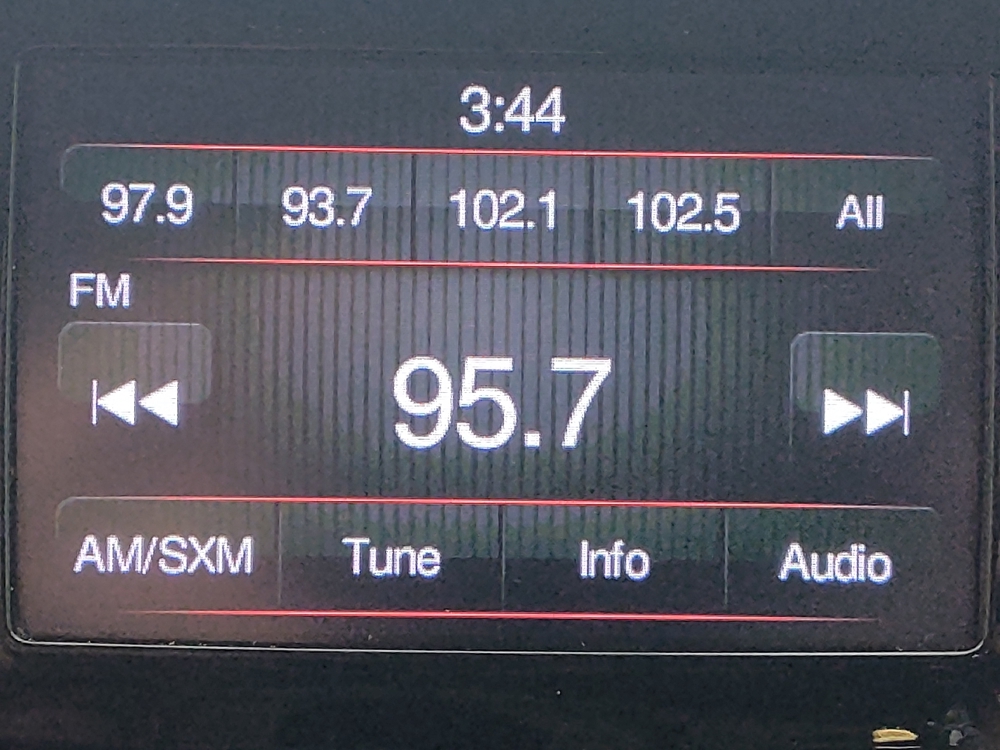 3:44
97.9 93.7 102.1 102.5 All
FM
95.7
AM/SXM Tune Info Audio